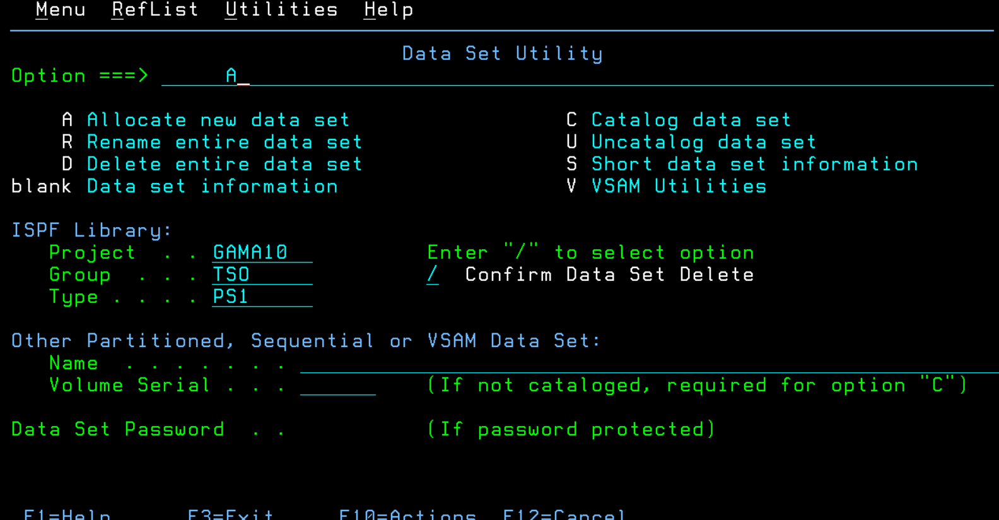 Menu RefList Utilities Help
Data Set Utility
Option ===> A_
A Allocate new data set C Catalog data set
R Rename entire data set U Uncatalog data set
D Delete entire data set S Short data set information
blank Data set information V VSAM Utilities
ISPF Library:
Project . . GAMA10 Enter "/" to select option
Group . . . TSO / Confirm Data Set Delete
Type . . . . PS1
Other Partitioned, Sequential or VSAM Data Set:
Name . . . . . . .
Volume Serial . . . (If not cataloged, required for option "C")
Data Set Password . . (If password protected)
F1=Help F3=Exit F10=Actions F12=Cancel